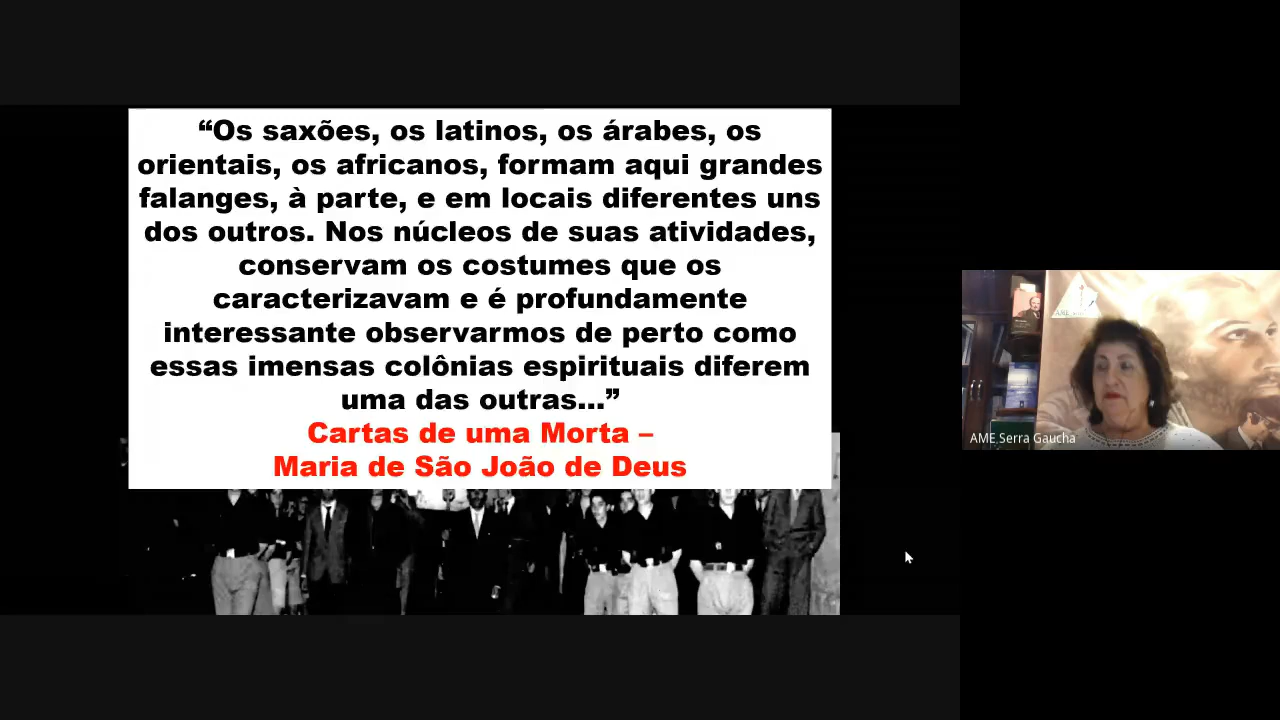 “Os saxões, os latinos, os árabes, os
orientais, os africanos, formam aqui grandes
falanges, à parte, e em locais diferentes uns
dos outros. Nos núcleos de suas atividades,
conservam os costumes que os
caracterizavam e é profundamente
interessante observarmos de perto como
essas imensas colônias espirituais diferem
uma das outras...”
Cartas de uma Morta –
Maria de São João de Deus
AME Serra Gaucha